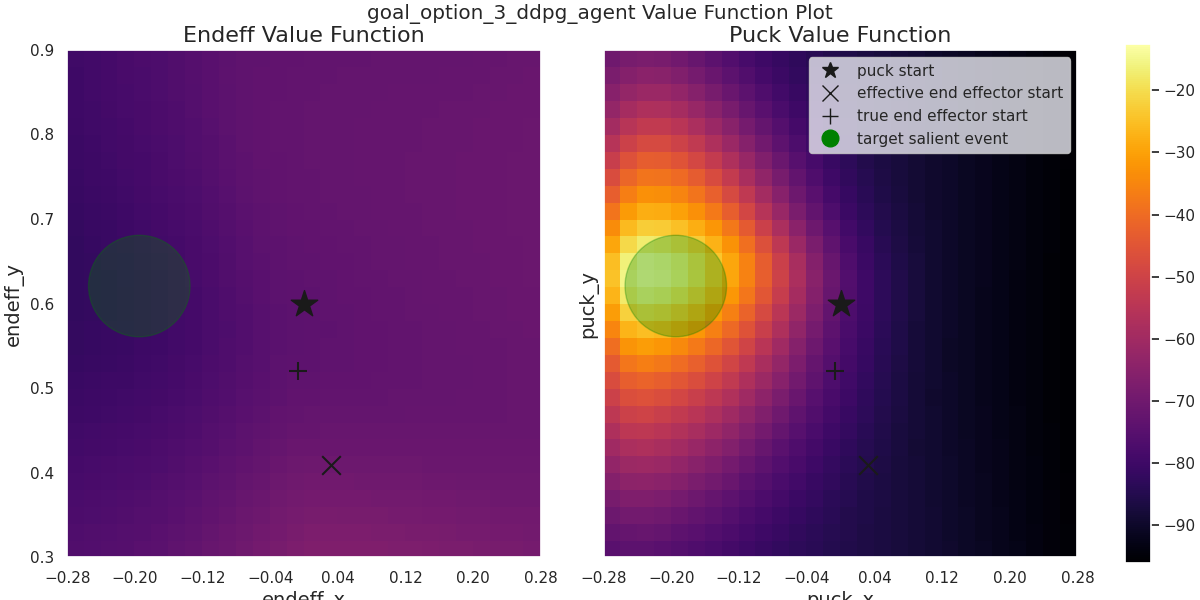 goal_option_3_ddpg_agent Value Function Plot
Endeff Value Function
endeff_y
0.9
0.8
0.7
0.6
0.5
0.4
0.3
−0.28 −0.20 −0.12 −0.04 0.04 0.12 0.20 0.28
endeff_x
Puck Value Function
puck_y
puck start
effective end effector start
true end effector start
target salient event
−0.28 −0.20 −0.12 −0.04 0.04 0.12 0.20 0.28
puck_x
−20
−30
−40
−50
−60
−70
−80
−90